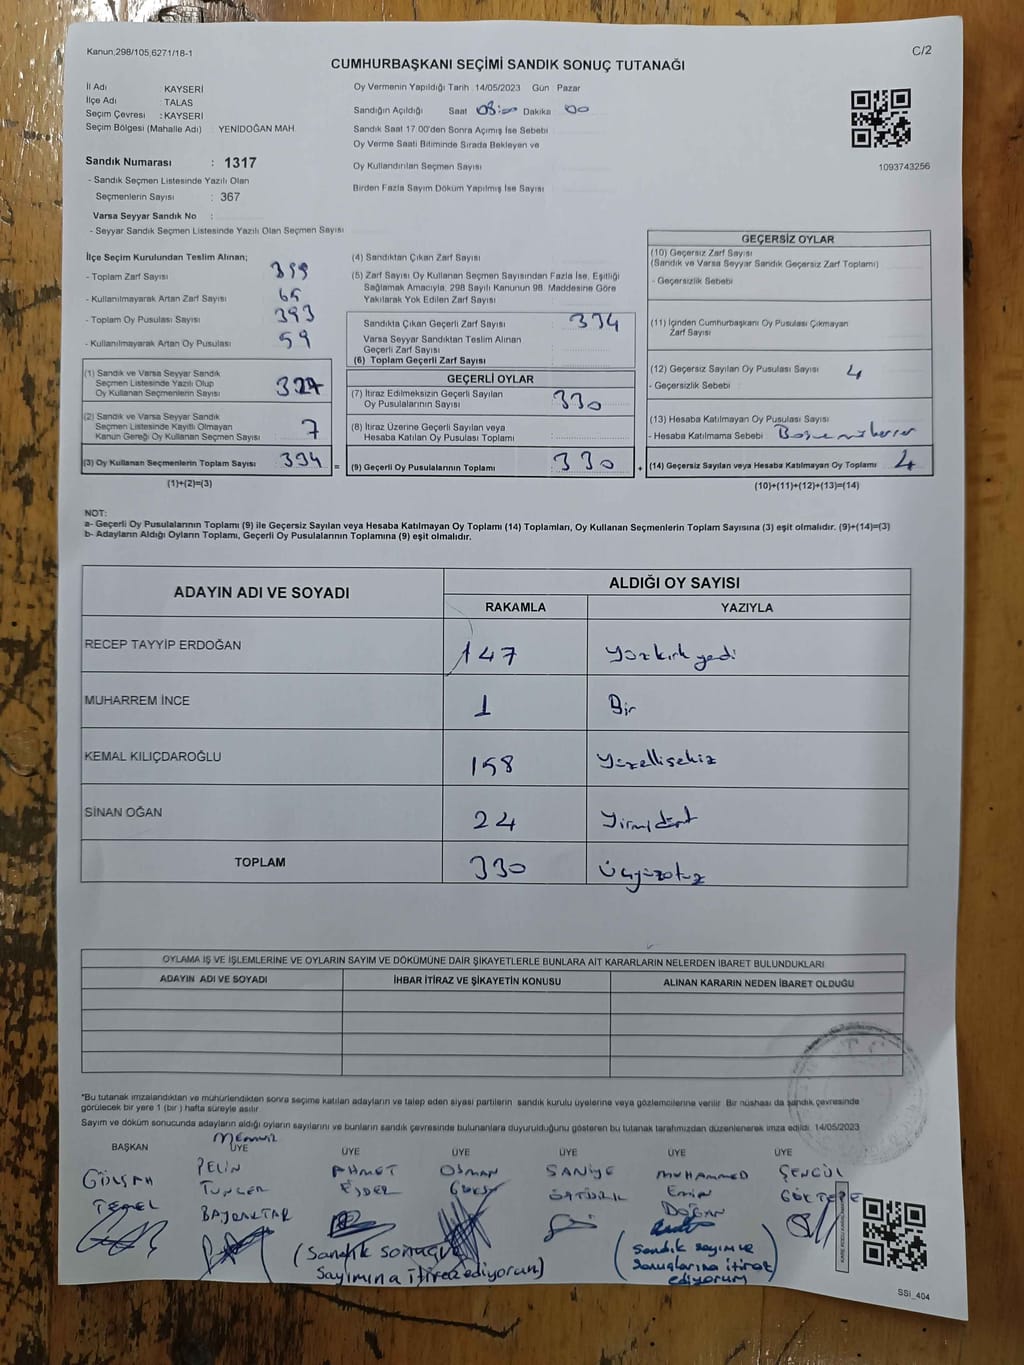 Kanun,298/105,6271/18-1
C/2
CUMHURBAŞKANI SEÇİMİ SANDIK SONUÇ TUTANAĞI
İl Adı KAYSERİ
İlçe Adı TALAS
Seçim Çevresi : KAYSERİ
Seçim Bölgesi (Mahalle Adı) : YENİDOĞAN MAH.
Oy Vermenin Yapıldığı Tarih 14/05/2023 Gün Pazar
Sandığın Açıldığı Saat 08:00 Dakika 00
Sandık Saat 17.00'den Sonra Açılmış İse Sebebi
Oy Verme Saati Bitiminde Sırada Bekleyen ve
Oy Kullandırılan Seçmen Sayısı
Birden Fazla Sayım Döküm Yapılmış İse Sayısı
1093743256
Sandık Numarası : 1317
- Sandık Seçmen Listesinde Yazılı Olan
Seçmenlerin Sayısı : 367
Varsa Seyyar Sandık No :
- Seyyar Sandık Seçmen Listesinde Yazılı Olan Seçmen Sayısı
İlçe Seçim Kurulundan Teslim Alınan;
- Toplam Zarf Sayısı 399
- Kullanılmayarak Artan Zarf Sayısı 65
- Toplam Oy Pusulası Sayısı 393
- Kullanılmayarak Artan Oy Pusulası 59
(1) Sandık ve Varsa Seyyar Sandık
Seçmen Listesinde Yazılı Olup
Oy Kullanan Seçmenlerin Sayısı 327
(2) Sandık ve Varsa Seyyar Sandık
Seçmen Listesinde Kayıtlı Olmayan
Kanun Gereği Oy Kullanan Seçmen Sayısı 7
(3) Oy Kullanan Seçmenlerin Toplam Sayısı 334 =
(1)+(2)=(3)
(4) Sandıktan Çıkan Zarf Sayısı
(5) Zarf Sayısı Oy Kullanan Seçmen Sayısından Fazla İse, Eşitliği
Sağlamak Amacıyla, 298 Sayılı Kanunun 98. Maddesine Göre
Yakılarak Yok Edilen Zarf Sayısı
Sandıkta Çıkan Geçerli Zarf Sayısı 334
Varsa Seyyar Sandıktan Teslim Alınan
Geçerli Zarf Sayısı
(6) Toplam Geçerli Zarf Sayısı
GEÇERLİ OYLAR
(7) İtiraz Edilmeksizin Geçerli Sayılan
Oy Pusulalarının Sayısı 330
(8) İtiraz Üzerine Geçerli Sayılan veya
Hesaba Katılan Oy Pusulası Toplamı
(9) Geçerli Oy Pusulalarının Toplamı 330 +
GEÇERSİZ OYLAR
(10) Geçersiz Zarf Sayısı
(Sandık ve Varsa Seyyar Sandık Geçersiz Zarf Toplamı)
- Geçersizlik Sebebi
(11) İçinden Cumhurbaşkanı Oy Pusulası Çıkmayan
Zarf Sayısı
(12) Geçersiz Sayılan Oy Pusulası Sayısı 4
- Geçersizlik Sebebi :
(13) Hesaba Katılmayan Oy Pusulası Sayısı
- Hesaba Katılmama Sebebi
(14) Geçersiz Sayılan veya Hesaba Katılmayan Oy Toplamı 4
(10)+(11)+(12)+(13)=(14)
NOT:
a- Geçerli Oy Pusulalarının Toplamı (9) ile Geçersiz Sayılan veya Hesaba Katılmayan Oy Toplamı (14) Toplamları, Oy Kullanan Seçmenlerin Toplam Sayısına (3) eşit olmalıdır. (9)+(14)=(3)
b- Adayların Aldığı Oyların Toplamı, Geçerli Oy Pusulalarının Toplamına (9) eşit olmalıdır.
ADAYIN ADI VE SOYADI
ALDIĞI OY SAYISI
RAKAMLA YAZIYLA
RECEP TAYYİP ERDOĞAN 147 Yüzkırkyedi
MUHARREM İNCE 1 Bir
KEMAL KILIÇDAROĞLU 158 Yüzellisekiz
SİNAN OĞAN 24 Yirmidört
TOPLAM 330 Üçyüzotuz
OYLAMA İŞ VE İŞLEMLERİNE VE OYLARIN SAYIM VE DÖKÜMÜNE DAİR ŞİKAYETLERLE BUNLARA AİT KARARLARIN NELERDEN İBARET BULUNDUKLARI
ADAYIN ADI VE SOYADI İHBAR İTİRAZ VE ŞİKAYETİN KONUSU ALINAN KARARIN NEDEN İBARET OLDUĞU
*Bu tutanak imzalandıktan ve mühürlendikten sonra seçime katılan adayların ve talep eden siyasi partilerin sandık kurulu üyelerine veya gözlemcilerine verilir. Bir nüshası da sandık çevresinde
görülecek bir yere 1 (bir) hafta süreyle asılır.
Sayım ve döküm sonucunda adayların aldığı oyların sayılarını ve bunların sandık çevresinde bulunanlara duyurulduğunu gösteren bu tutanak tarafımızdan düzenlenerek imza edildi. 14/05/2023
BAŞKAN Memur ÜYE ÜYE ÜYE ÜYE ÜYE ÜYE
GÜLŞAH TEMEL
PELİN TUNCER BAYRAKTAR
AHMET EJDER
OSMAN
SANİYE ÖZTÜRK
MUHAMMED Emin DOĞAN
ŞENGÜL GÖKTEPE
(Sandık sonuç ve
Sayımına itiraz ediyorum)
(Sandık sayım ve
sonuçlarına itiraz
ediyorum)
SSİ_404